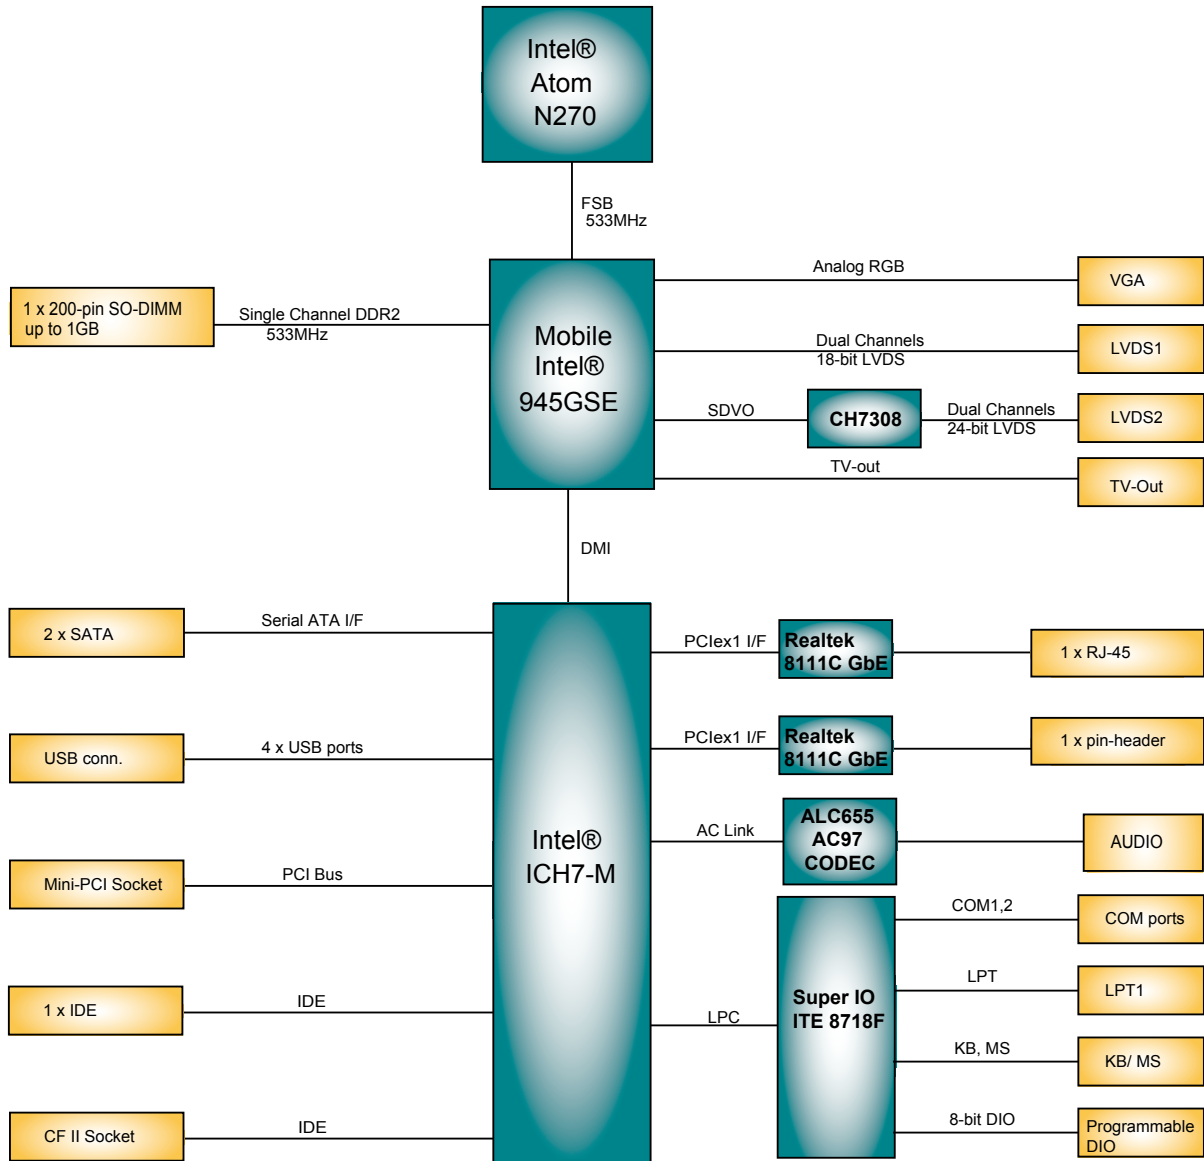 Intel®
Atom
N270
FSB
533MHz
Analog RGB
VGA
1 x 200-pin SO-DIMM
up to 1GB
Single Channel DDR2
533MHz
Mobile
Intel®
945GSE
Dual Channels
18-bit LVDS
LVDS1
SDVO
CH7308
Dual Channels
24-bit LVDS
LVDS2
TV-out
TV-Out
DMI
2 x SATA
Serial ATA I/F
PCIex1 I/F
Realtek
8111C GbE
1 x RJ-45
USB conn.
4 x USB ports
PCIex1 I/F
Realtek
8111C GbE
1 x pin-header
Intel®
ICH7-M
AC Link
ALC655
AC97
CODEC
AUDIO
Mini-PCI Socket
PCI Bus
COM1,2
COM ports
1 x IDE
IDE
LPC
Super IO
ITE 8718F
LPT
LPT1
KB, MS
KB/ MS
CF II Socket
IDE
8-bit DIO
Programmable
DIO